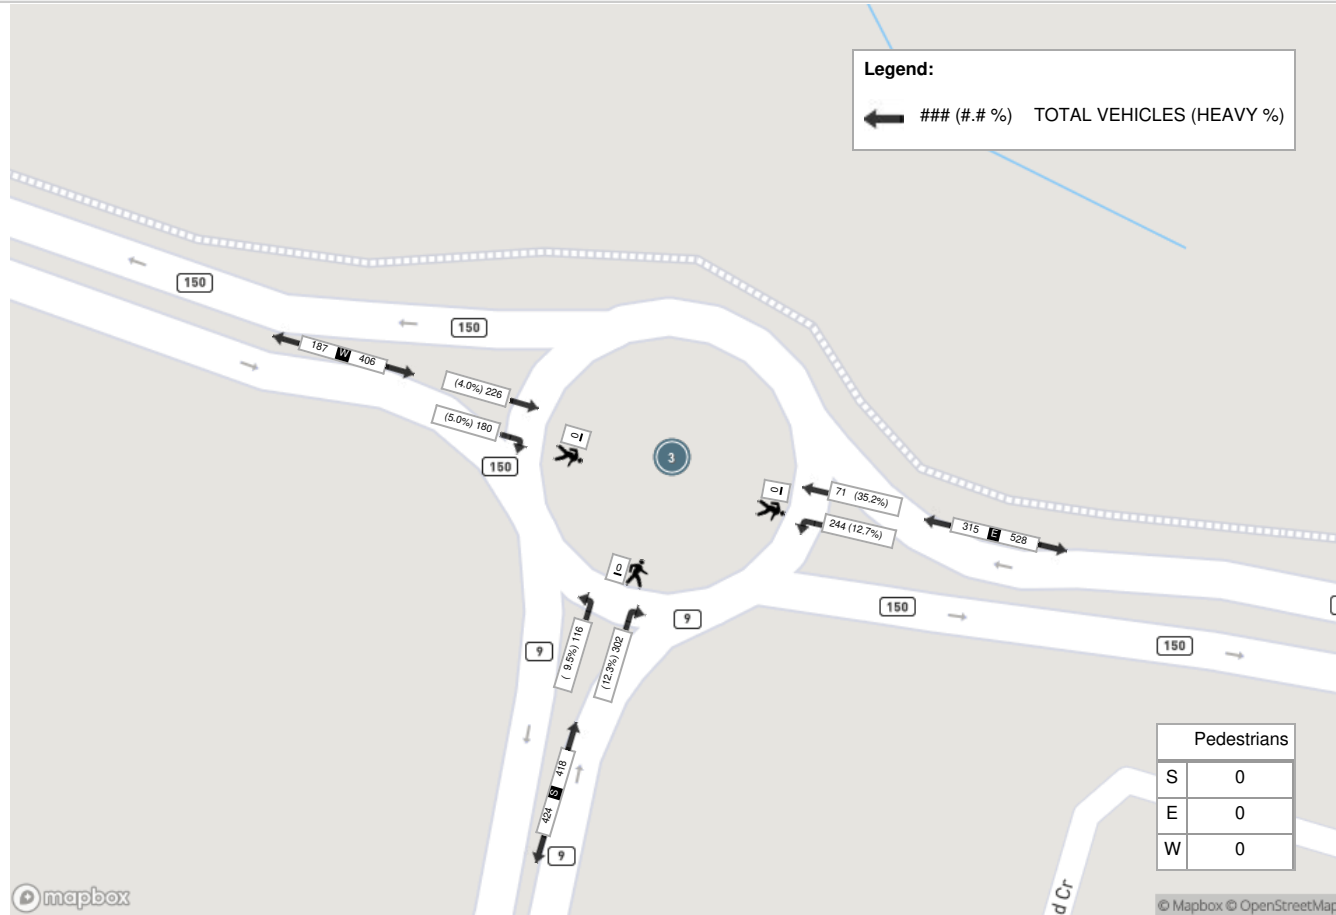 Legend:
### (#.# %) TOTAL VEHICLES (HEAVY %)
150
150
187 W 406
(4.0%) 226
(5.0%) 180
150
0
3
0
71 (35.2%)
244 (12.7%)
315 E 528
0
9
150
150
9
( 9.5%) 116
(12.3%) 302
424 S 418
9
Pedestrians
S 0
E 0
W 0
d Cr
mapbox
© Mapbox © OpenStreetMap